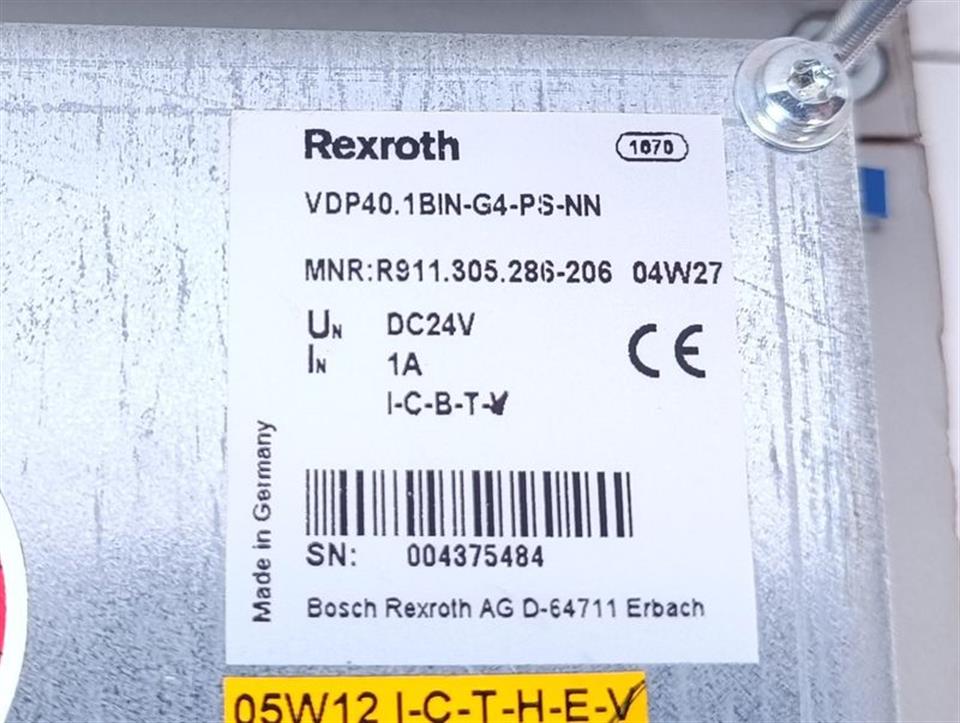 Rexroth 1070
VDP40.1BIN-G4-PS-NN
MNR:R911.305.286-206 04W27
UN DC24V
IN 1A
CE
I-C-B-T-V
Made in Germany
SN: 004375484
Bosch Rexroth AG D-64711 Erbach
05W12 I-C-T-H-E-V